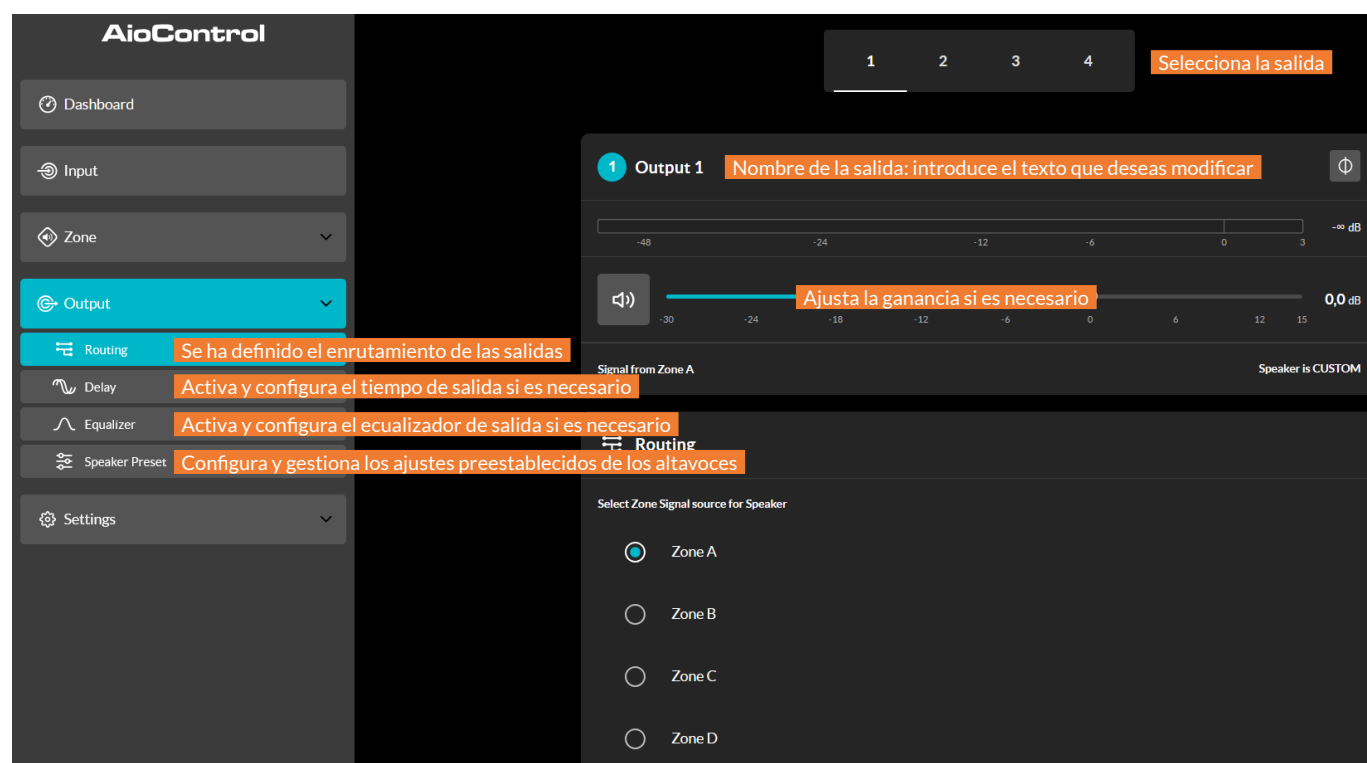 AioControl
Dashboard
Input
Zone
Output
Routing Se ha definido el enrutamiento de las salidas
Delay Activa y configura el tiempo de salida si es necesario
Equalizer Activa y configura el ecualizador de salida si es necesario
Speaker Preset Configura y gestiona los ajustes preestablecidos de los altavoces
Settings
1 2 3 4 Selecciona la salida
1 Output 1 Nombre de la salida: introduce el texto que deseas modificar
-∞ dB
-48 -24 -12 -6 0 3
Ajusta la ganancia si es necesario 0,0 dB
-30 -24 -18 -12 -6 0 6 12 15
Signal from Zone A Speaker is CUSTOM
Routing
Select Zone Signal source for Speaker
Zone A
Zone B
Zone C
Zone D